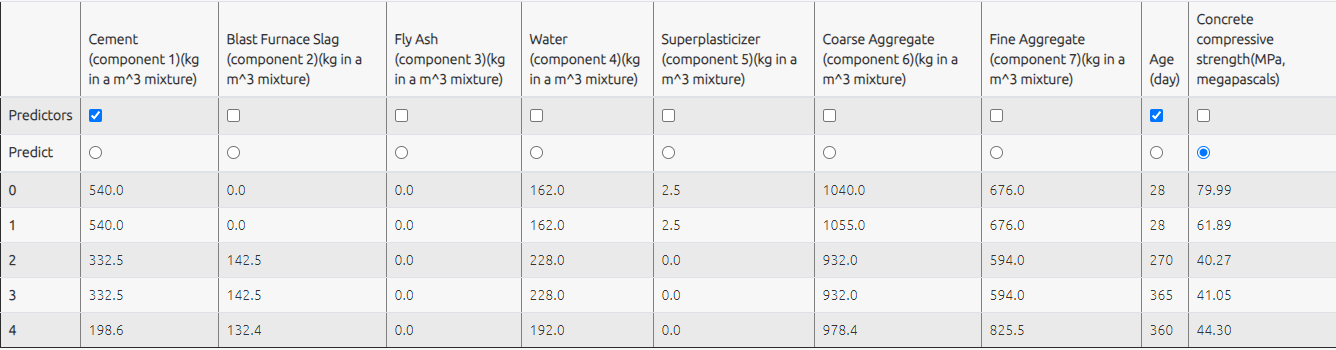 Cement (component 1)(kg in a m^3 mixture) Blast Furnace Slag (component 2)(kg in a m^3 mixture) Fly Ash (component 3)(kg in a m^3 mixture) Water (component 4)(kg in a m^3 mixture) Superplasticizer (component 5)(kg in a m^3 mixture) Coarse Aggregate (component 6)(kg in a m^3 mixture) Fine Aggregate (component 7)(kg in a m^3 mixture) Age (day) Concrete compressive strength(MPa, megapascals)
Predictors
Predict
0 540.0 0.0 0.0 162.0 2.5 1040.0 676.0 28 79.99
1 540.0 0.0 0.0 162.0 2.5 1055.0 676.0 28 61.89
2 332.5 142.5 0.0 228.0 0.0 932.0 594.0 270 40.27
3 332.5 142.5 0.0 228.0 0.0 932.0 594.0 365 41.05
4 198.6 132.4 0.0 192.0 0.0 978.4 825.5 360 44.30